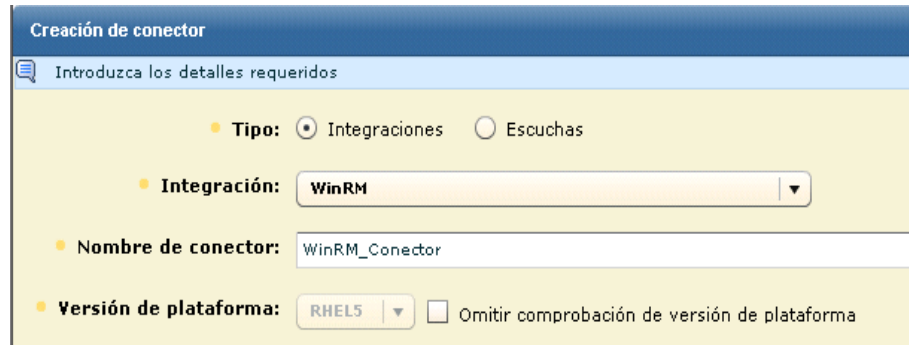 Creación de conector
Introduzca los detalles requeridos
Tipo: Integraciones Escuchas
Integración: WinRM
Nombre de conector: WinRM_Conector
Versión de plataforma: RHEL5 Omitir comprobación de versión de plataforma